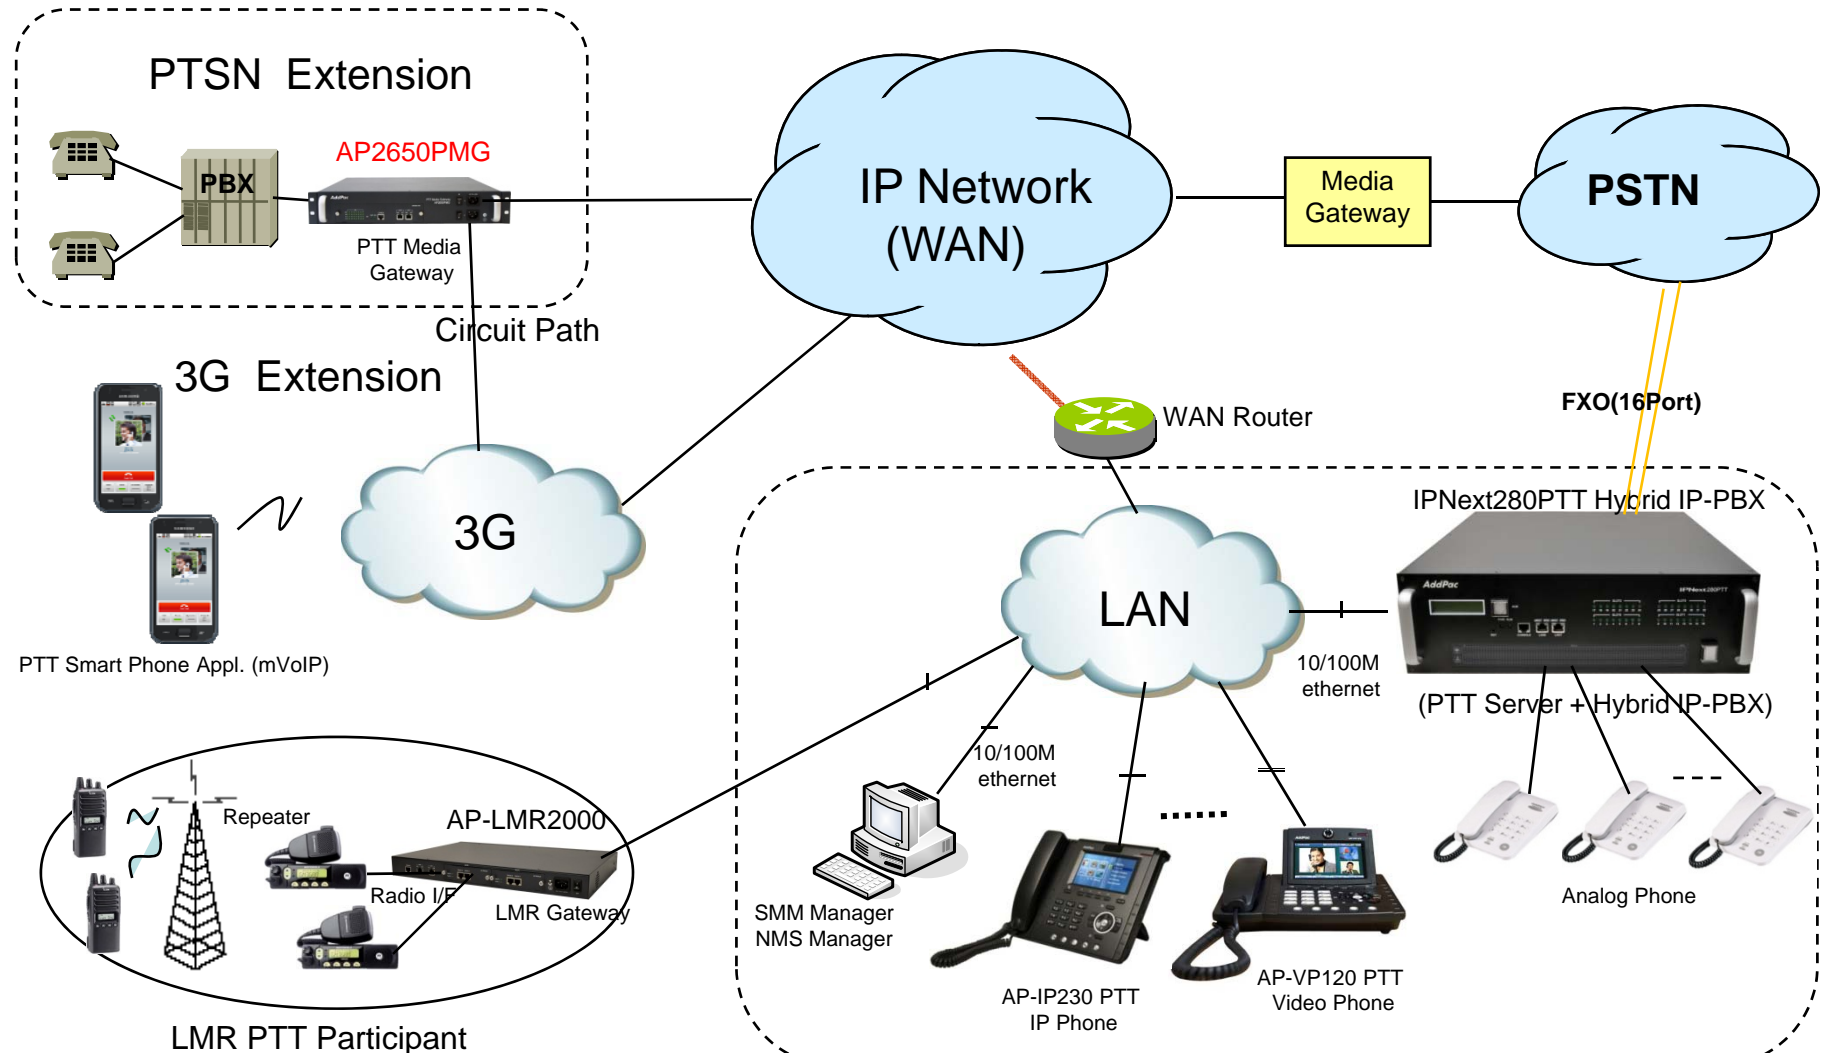 PTSN  Extension
AP2650PMG
PBX
AddPac
PTT Media
Gateway
IP Network
(WAN)
Media
Gateway
PSTN
Circuit Path
3G  Extension
FXO(16Port)
WAN Router
IPNext280PTT Hybrid IP-PBX
3G
AddPac
IPNext280PTT
LAN
10/100M
ethernet
PTT Smart Phone Appl. (mVoIP)
(PTT Server + Hybrid IP-PBX)
10/100M
ethernet
Repeater
AP-LMR2000
Radio I/F
LMR Gateway
SMM Manager
NMS Manager
Analog Phone
AP-IP230 PTT
IP Phone
AP-VP120 PTT
Video Phone
LMR PTT Participant